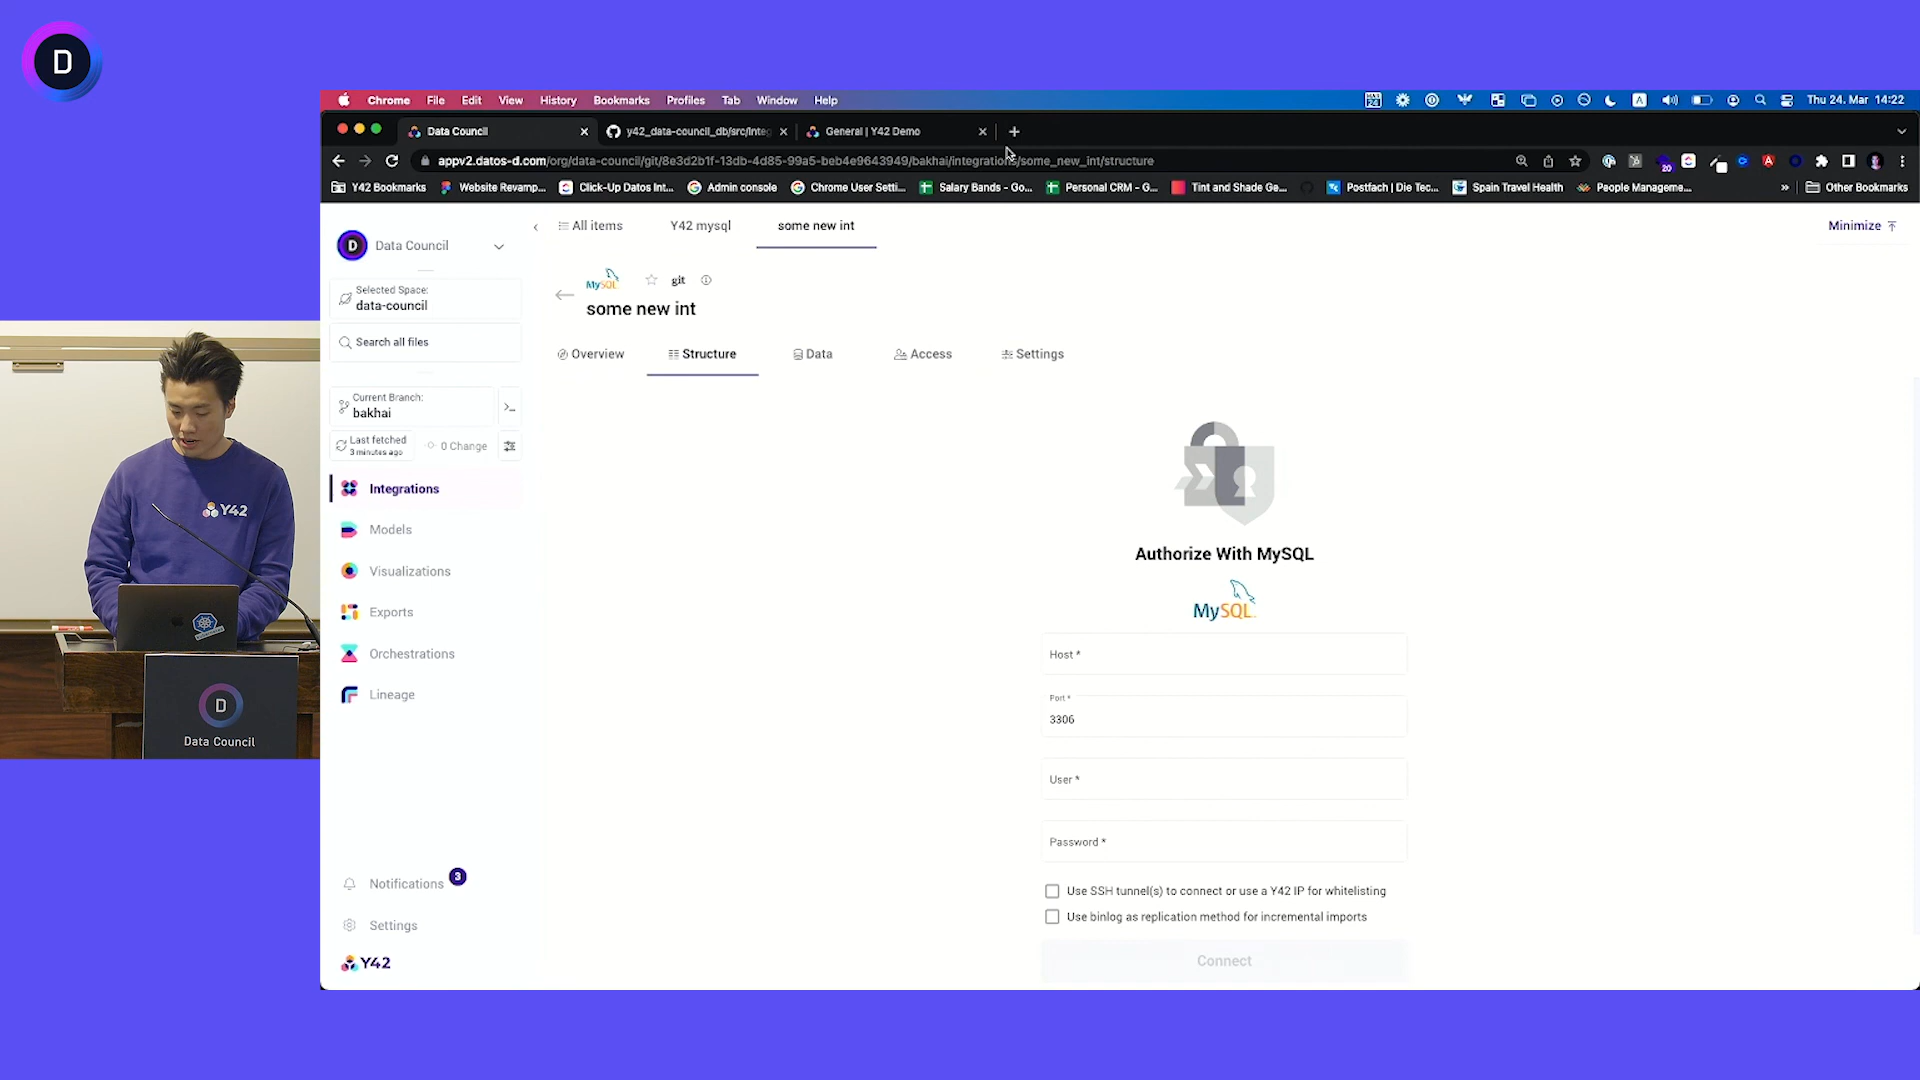 D
Chrome File Edit View History Bookmarks Profiles Tab Window Help
Thu 24. Mar 14:22
Data Council
y42_data-council_db/src/integ
General | Y42 Demo
appv2.datos-d.com/org/data-council/git/8e3d2b1f-13db-4d85-99a5-beb4e9643949/bakhai/integrations/some_new_int/structure
20
Y42 Bookmarks
Website Revamp...
Click-Up Datos Int...
Admin console
Chrome User Setti...
Salary Bands - Go...
Personal CRM - G...
Tint and Shade Ge...
Postfach | Die Tec...
Spain Travel Health
People Manageme...
»
Other Bookmarks
D Data Council
All items
Y42 mysql
some new int
Minimize
Selected Space:
data-council
MySQL
git
some new int
Search all files
Overview
Structure
Data
Access
Settings
Current Branch:
bakhai
Last fetched
3 minutes ago
0 Change
Integrations
Models
Visualizations
Exports
Orchestrations
Lineage
Authorize With MySQL
MySQL
Host *
Port *
3306
User *
Password *
Use SSH tunnel(s) to connect or use a Y42 IP for whitelisting
Use binlog as replication method for incremental imports
Connect
Notifications 3
Settings
Y42
Y42
D
Data Council